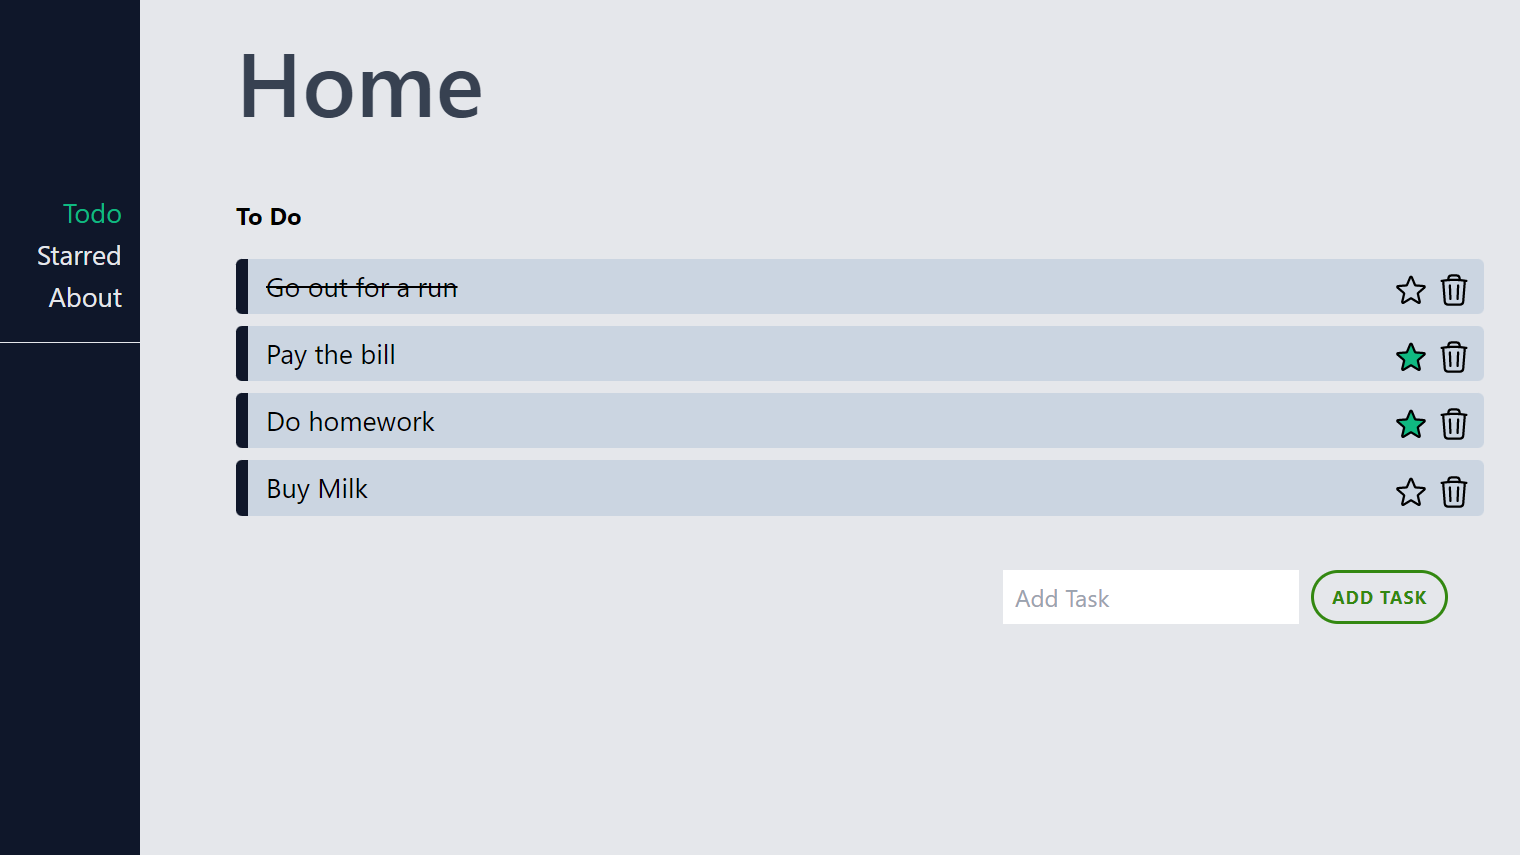 Home
Todo
Starred
About
To Do
Go out for a run
Pay the bill
Do homework
Buy Milk
Add Task
ADD TASK